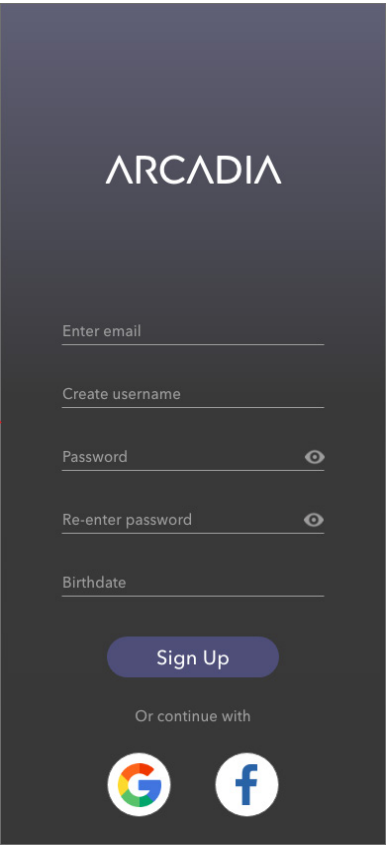 ARCADIA
Enter email
Create username
Password
Re-enter password
Birthdate
Sign Up
Or continue with
G f